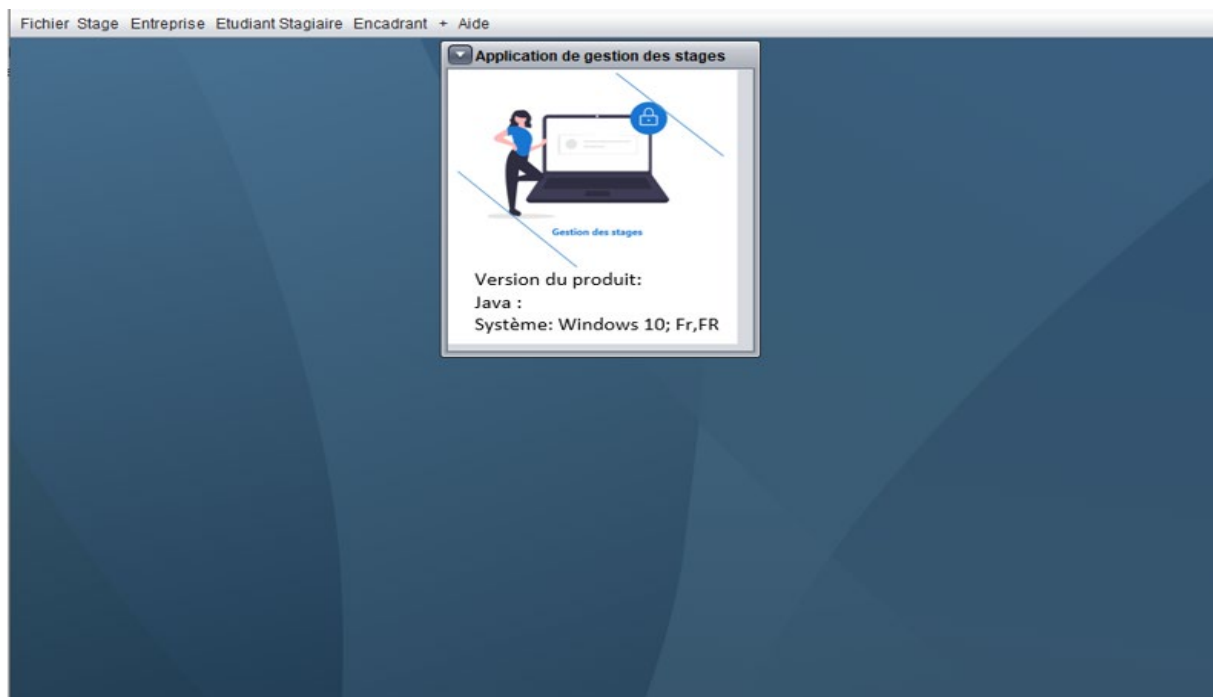 Fichier Stage Entreprise Etudiant Stagiaire Encadrant + Aide
Application de gestion des stages
Gestion des stages
Version du produit:
Java :
Système: Windows 10; Fr,FR